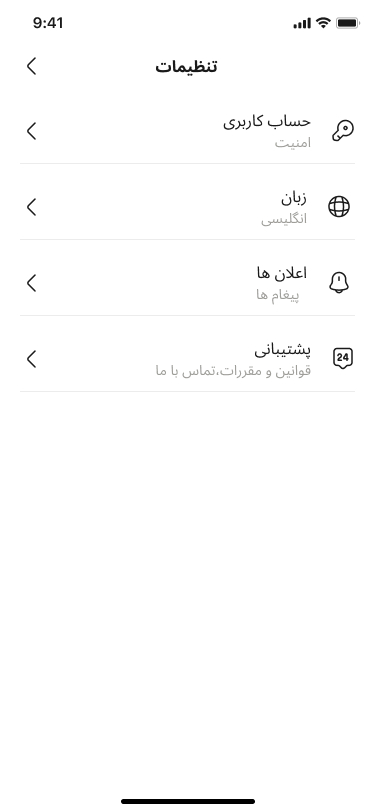 9:41
تنظیمات
حساب کاربری
امنیت
زبان
انگلیسی
اعلان ها
پیغام ها
24
پشتیبانی
قوانین و مقررات،تماس با ما